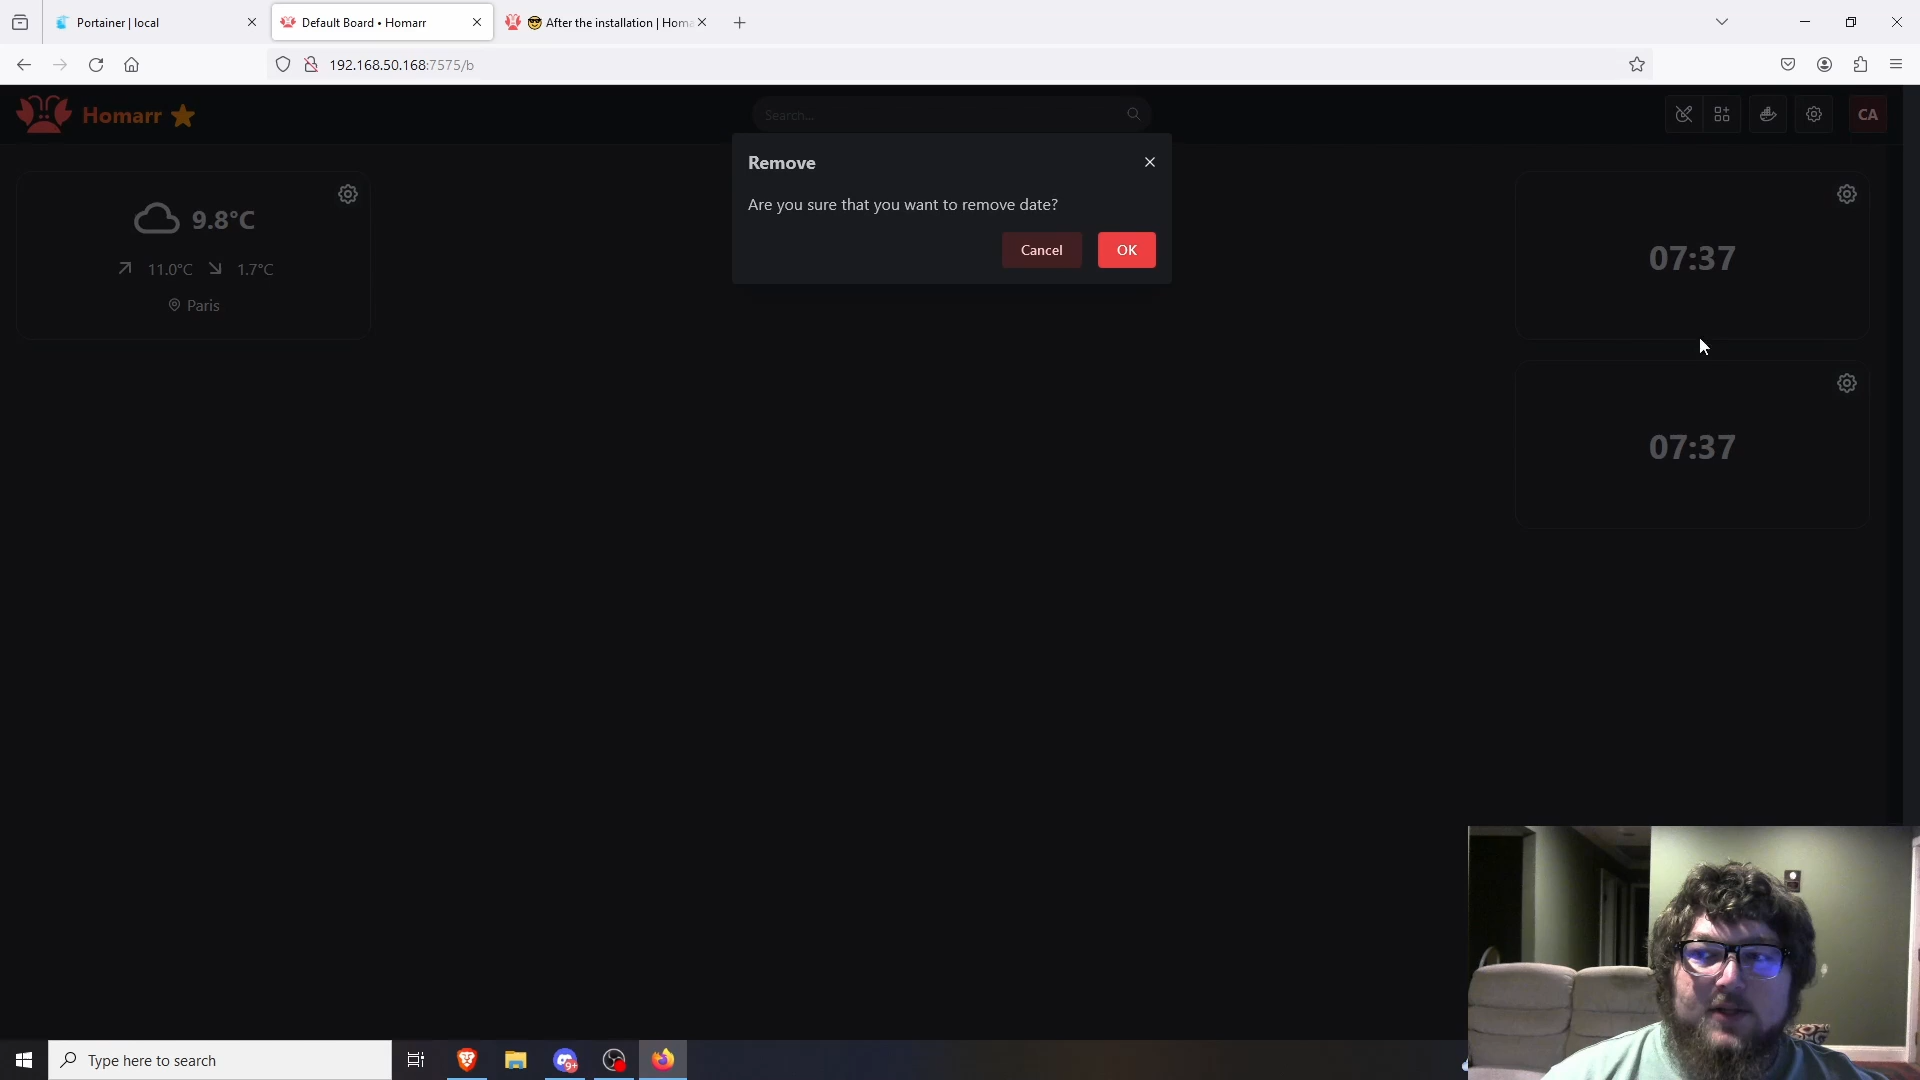 Portainer | local
Default Board • Homarr
😎 After the installation | Homa
192.168.50.168:7575/b
Homarr ⭐
Search...
CA
Remove
Are you sure that you want to remove date?
Cancel
OK
9.8°C
11.0°C
1.7°C
Paris
07:37
07:37
Type here to search
9+